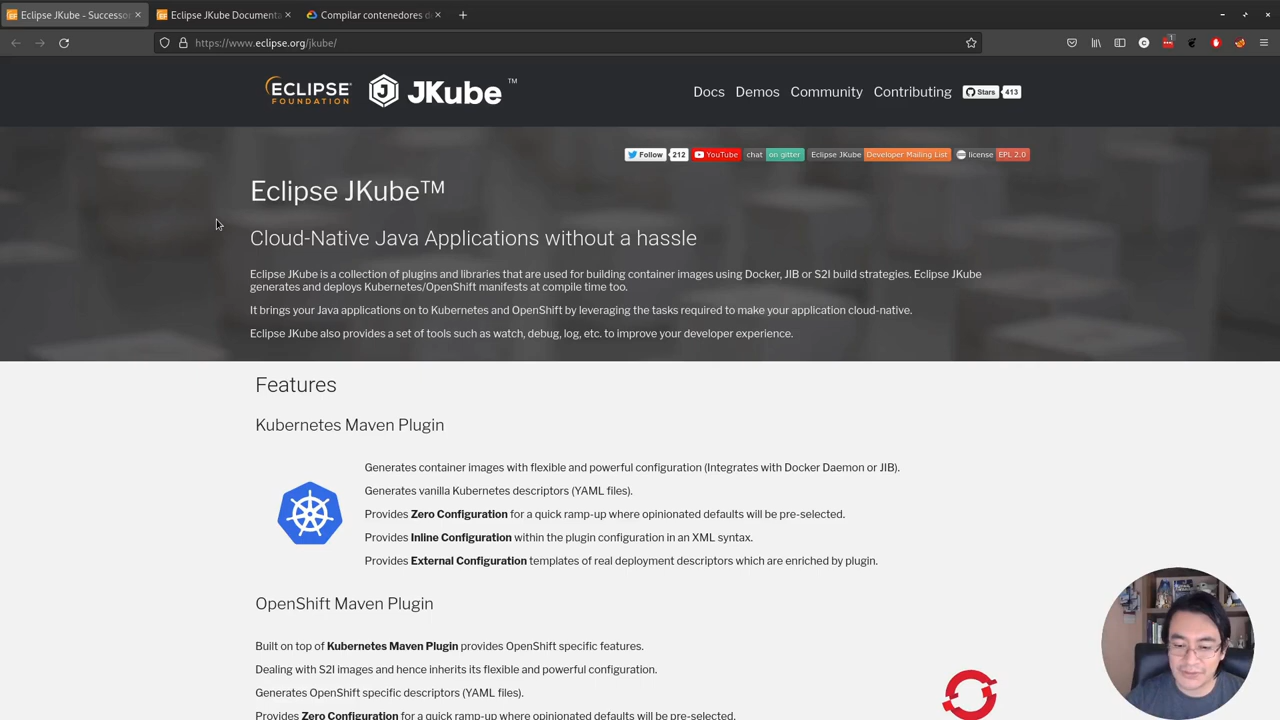 Eclipse JKube - Successo
Eclipse JKube Documenta
Compilar contenedores d
https://www.eclipse.org/jkube/
ECLIPSE FOUNDATION
JKube™
Docs
Demos
Community
Contributing
Stars
413
Follow
212
YouTube
chat
on gitter
Eclipse JKube
Developer Mailing List
license
EPL 2.0
Eclipse JKube™
Cloud-Native Java Applications without a hassle
Eclipse JKube is a collection of plugins and libraries that are used for building container images using Docker, JIB or S2I build strategies. Eclipse JKube
generates and deploys Kubernetes/OpenShift manifests at compile time too.
It brings your Java applications on to Kubernetes and OpenShift by leveraging the tasks required to make your application cloud-native.
Eclipse JKube also provides a set of tools such as watch, debug, log, etc. to improve your developer experience.
Features
Kubernetes Maven Plugin
Generates container images with flexible and powerful configuration (Integrates with Docker Daemon or JIB).
Generates vanilla Kubernetes descriptors (YAML files).
Provides Zero Configuration for a quick ramp-up where opinionated defaults will be pre-selected.
Provides Inline Configuration within the plugin configuration in an XML syntax.
Provides External Configuration templates of real deployment descriptors which are enriched by plugin.
OpenShift Maven Plugin
Built on top of Kubernetes Maven Plugin provides OpenShift specific features.
Dealing with S2I images and hence inherits its flexible and powerful configuration.
Generates OpenShift specific descriptors (YAML files).
Provides Zero Configuration for a quick ramp-up where opinionated defaults will be pre-selected.